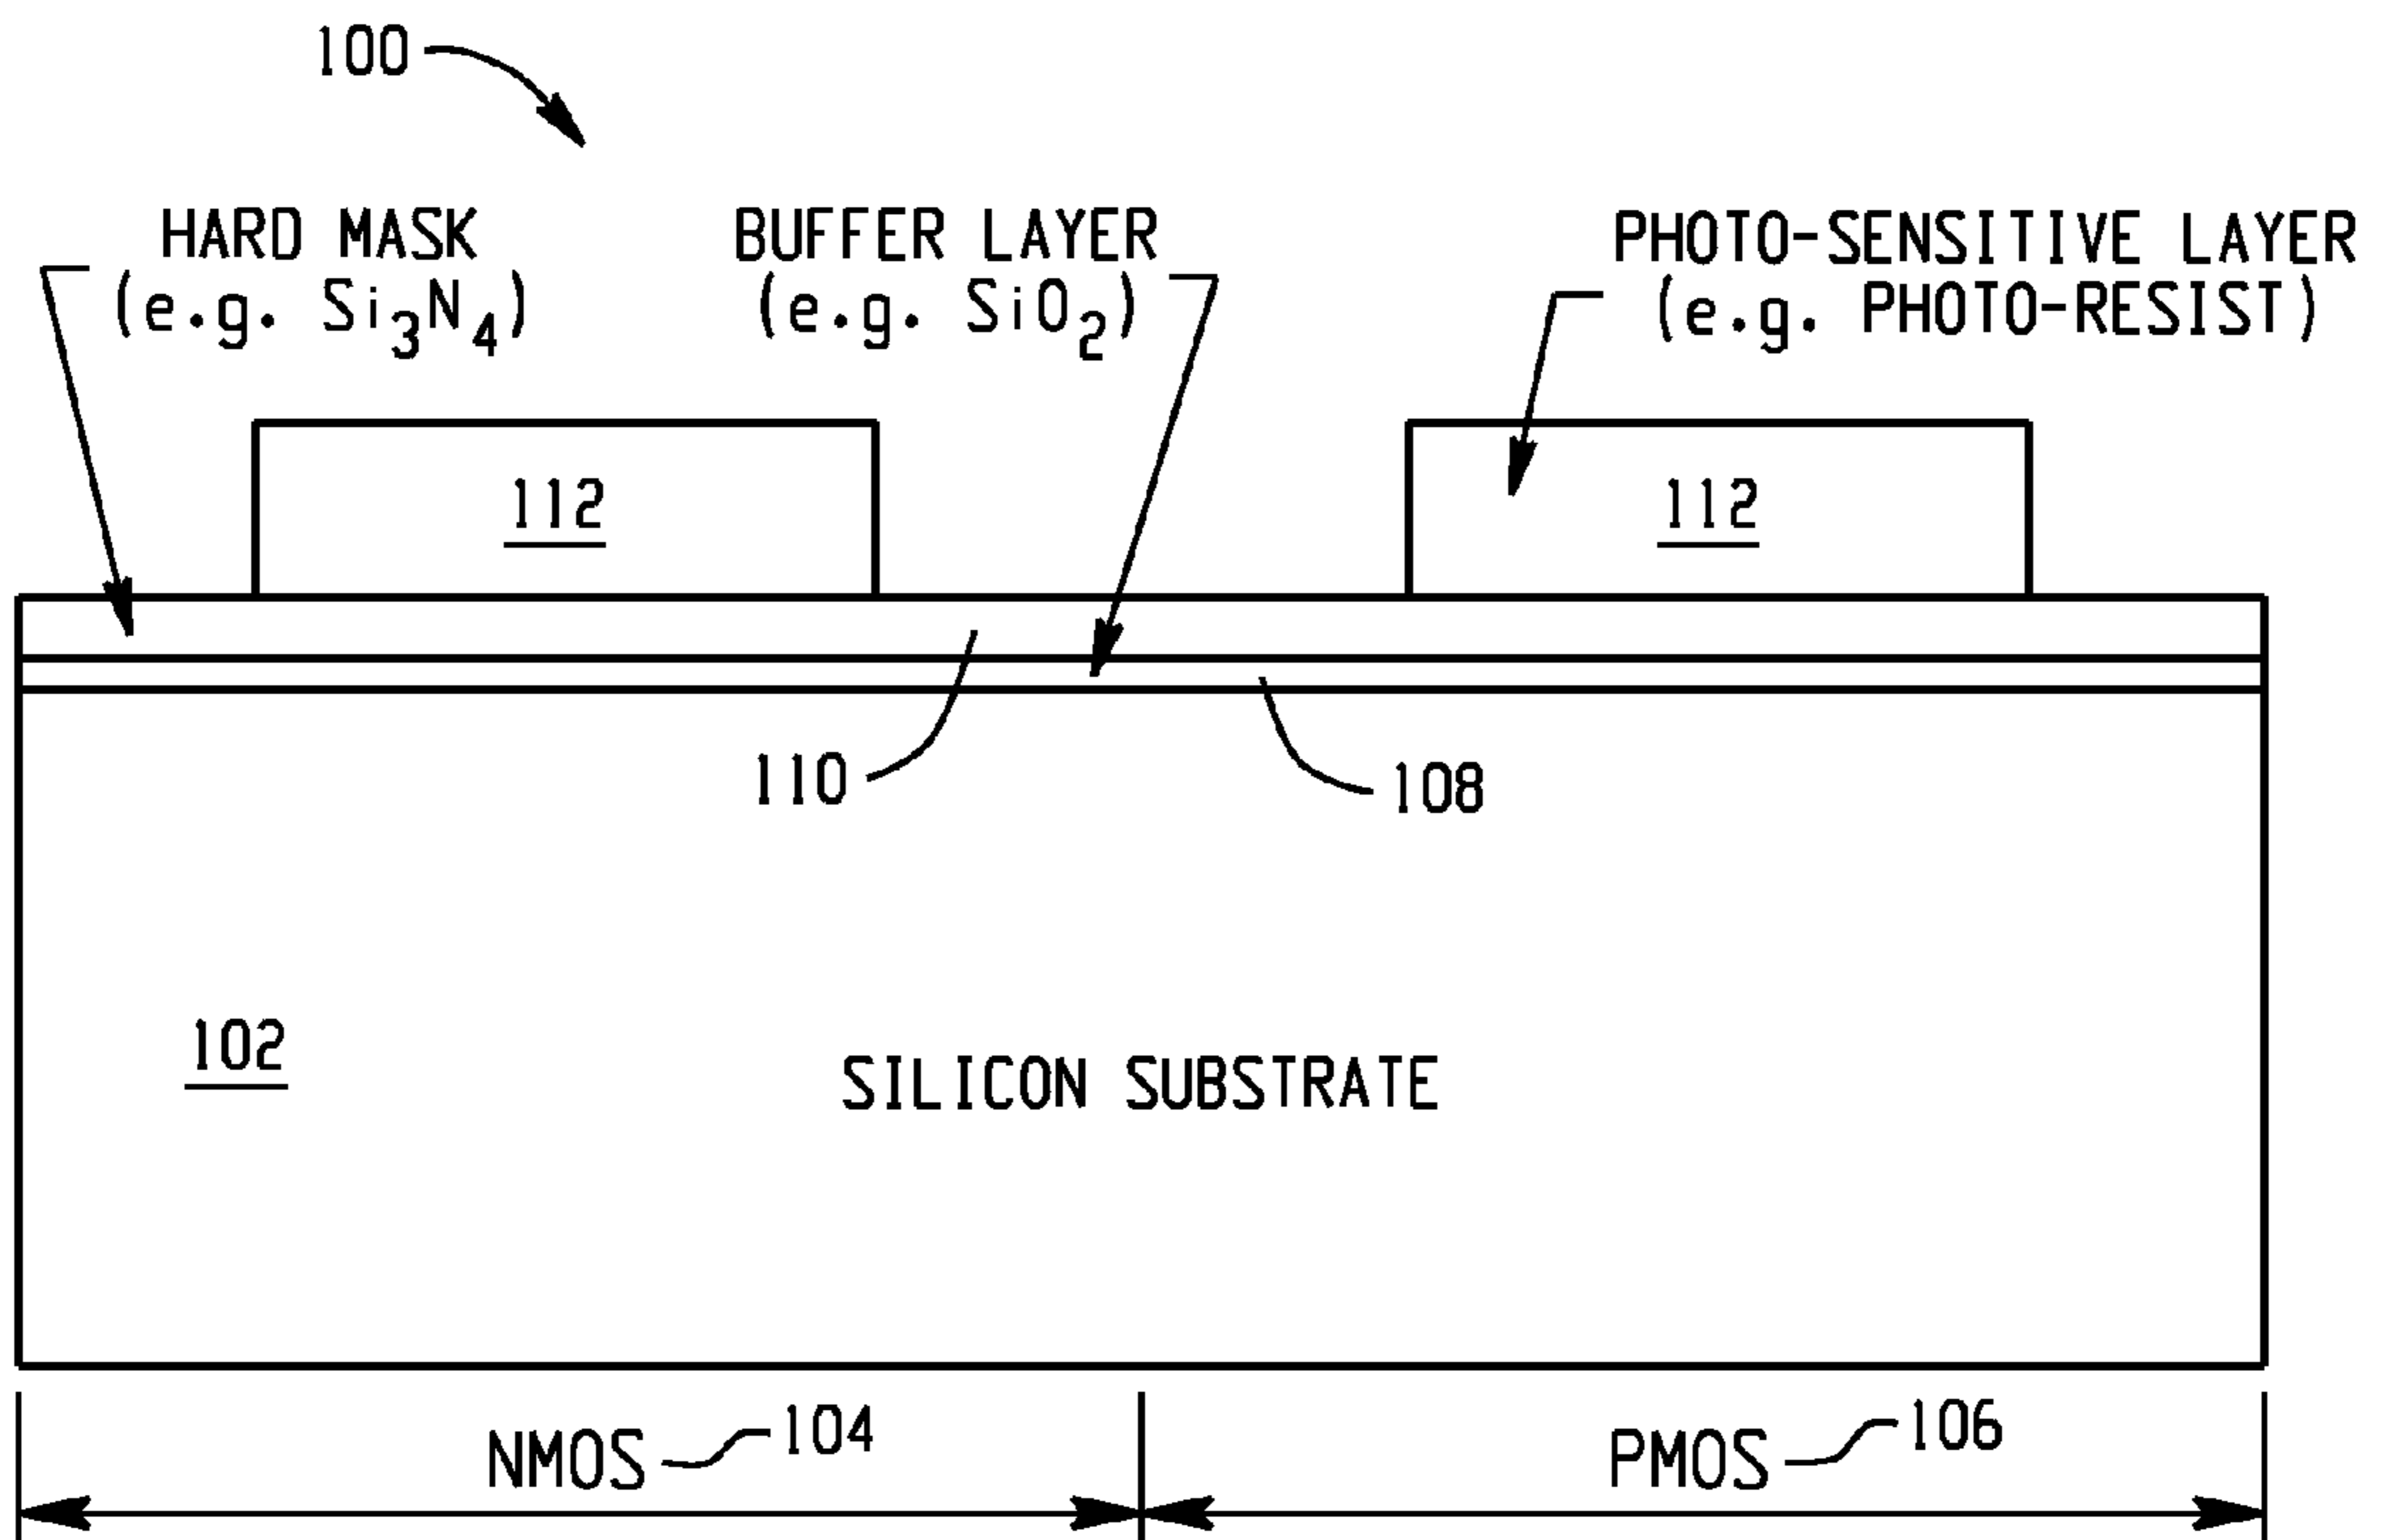 100
HARD MASK
(e.g. Si₃N₄)
BUFFER LAYER
(e.g. SiO₂)
PHOTO-SENSITIVE LAYER
(e.g. PHOTO-RESIST)
112
112
110
108
102
SILICON SUBSTRATE
NMOS
104
PMOS
106